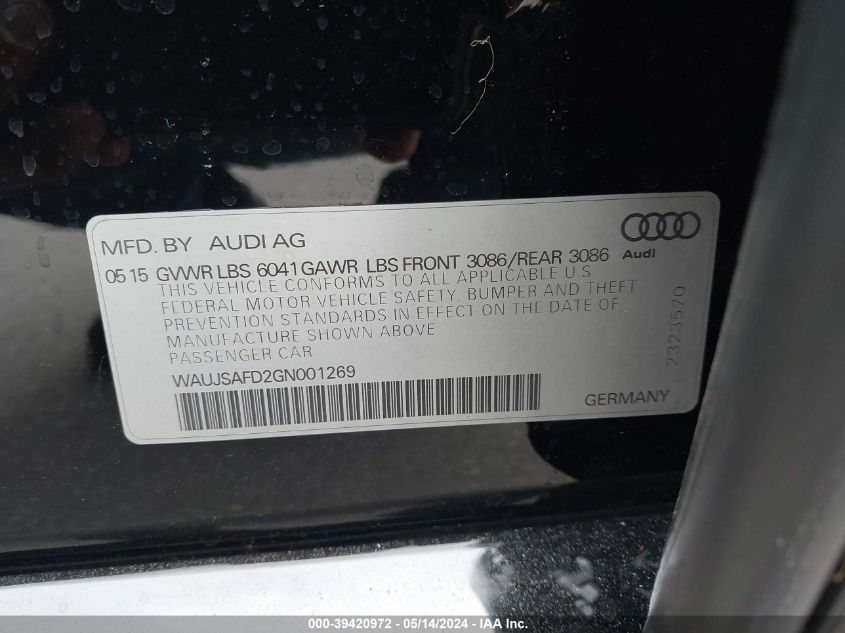 MFD. BY AUDI AG
Audi
05 15 GVWR LBS 6041 GAWR LBS FRONT 3086/REAR 3086
THIS VEHICLE CONFORMS TO ALL APPLICABLE U.S
FEDERAL MOTOR VEHICLE SAFETY, BUMPER AND THEFT
PREVENTION STANDARDS IN EFFECT ON THE DATE OF
MANUFACTURE SHOWN ABOVE
PASSENGER CAR
2323570
WAUJSAFD2GN001269
GERMANY
000-39420972 - 05/14/2024 - IAA Inc.